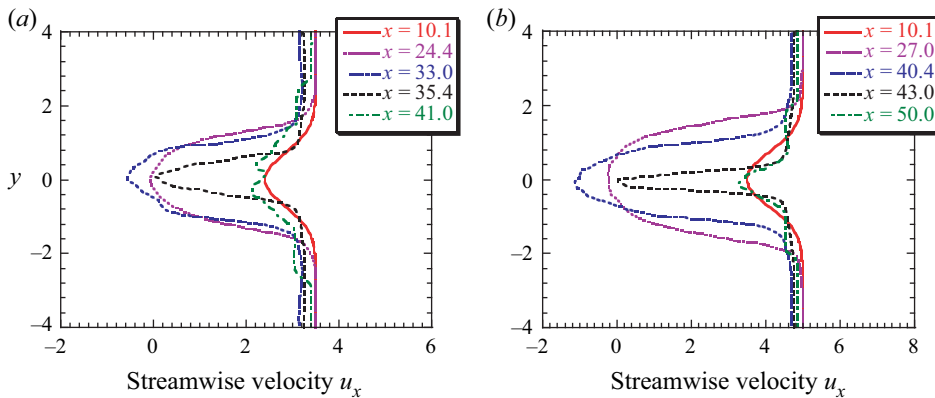 (a)
4
2
y
0
−2
−4
−2
0
2
4
6
Streamwise velocity u_x
x = 10.1
x = 24.4
x = 33.0
x = 35.4
x = 41.0
(b)
4
2
0
−2
−4
−2
0
2
4
6
8
Streamwise velocity u_x
x = 10.1
x = 27.0
x = 40.4
x = 43.0
x = 50.0